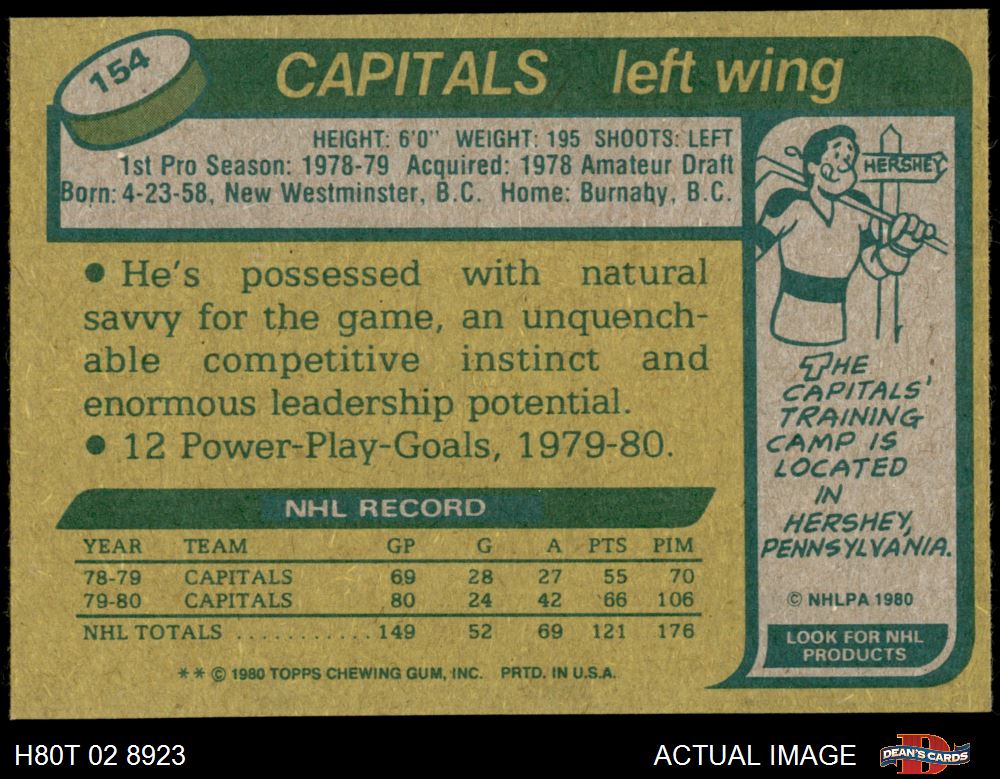 154
CAPITALS left wing
HEIGHT: 6'0" WEIGHT: 195 SHOOTS: LEFT
1st Pro Season: 1978-79 Acquired: 1978 Amateur Draft
Born: 4-23-58, New Westminster, B.C. Home: Burnaby, B.C.
● He's possessed with natural
savvy for the game, an unquench-
able competitive instinct and
enormous leadership potential.
● 12 Power-Play-Goals, 1979-80.
NHL RECORD
YEAR TEAM GP G A PTS PIM
78-79 CAPITALS 69 28 27 55 70
79-80 CAPITALS 80 24 42 66 106
NHL TOTALS ........... 149 52 69 121 176
** © 1980 TOPPS CHEWING GUM, INC. PRTD. IN U.S.A.
HERSHEY
THE
CAPITALS'
TRAINING
CAMP IS
LOCATED
IN
HERSHEY,
PENNSYLVANIA.
© NHLPA 1980
LOOK FOR NHL
PRODUCTS
H80T 02 8923
ACTUAL IMAGE
D
DEAN'S CARDS